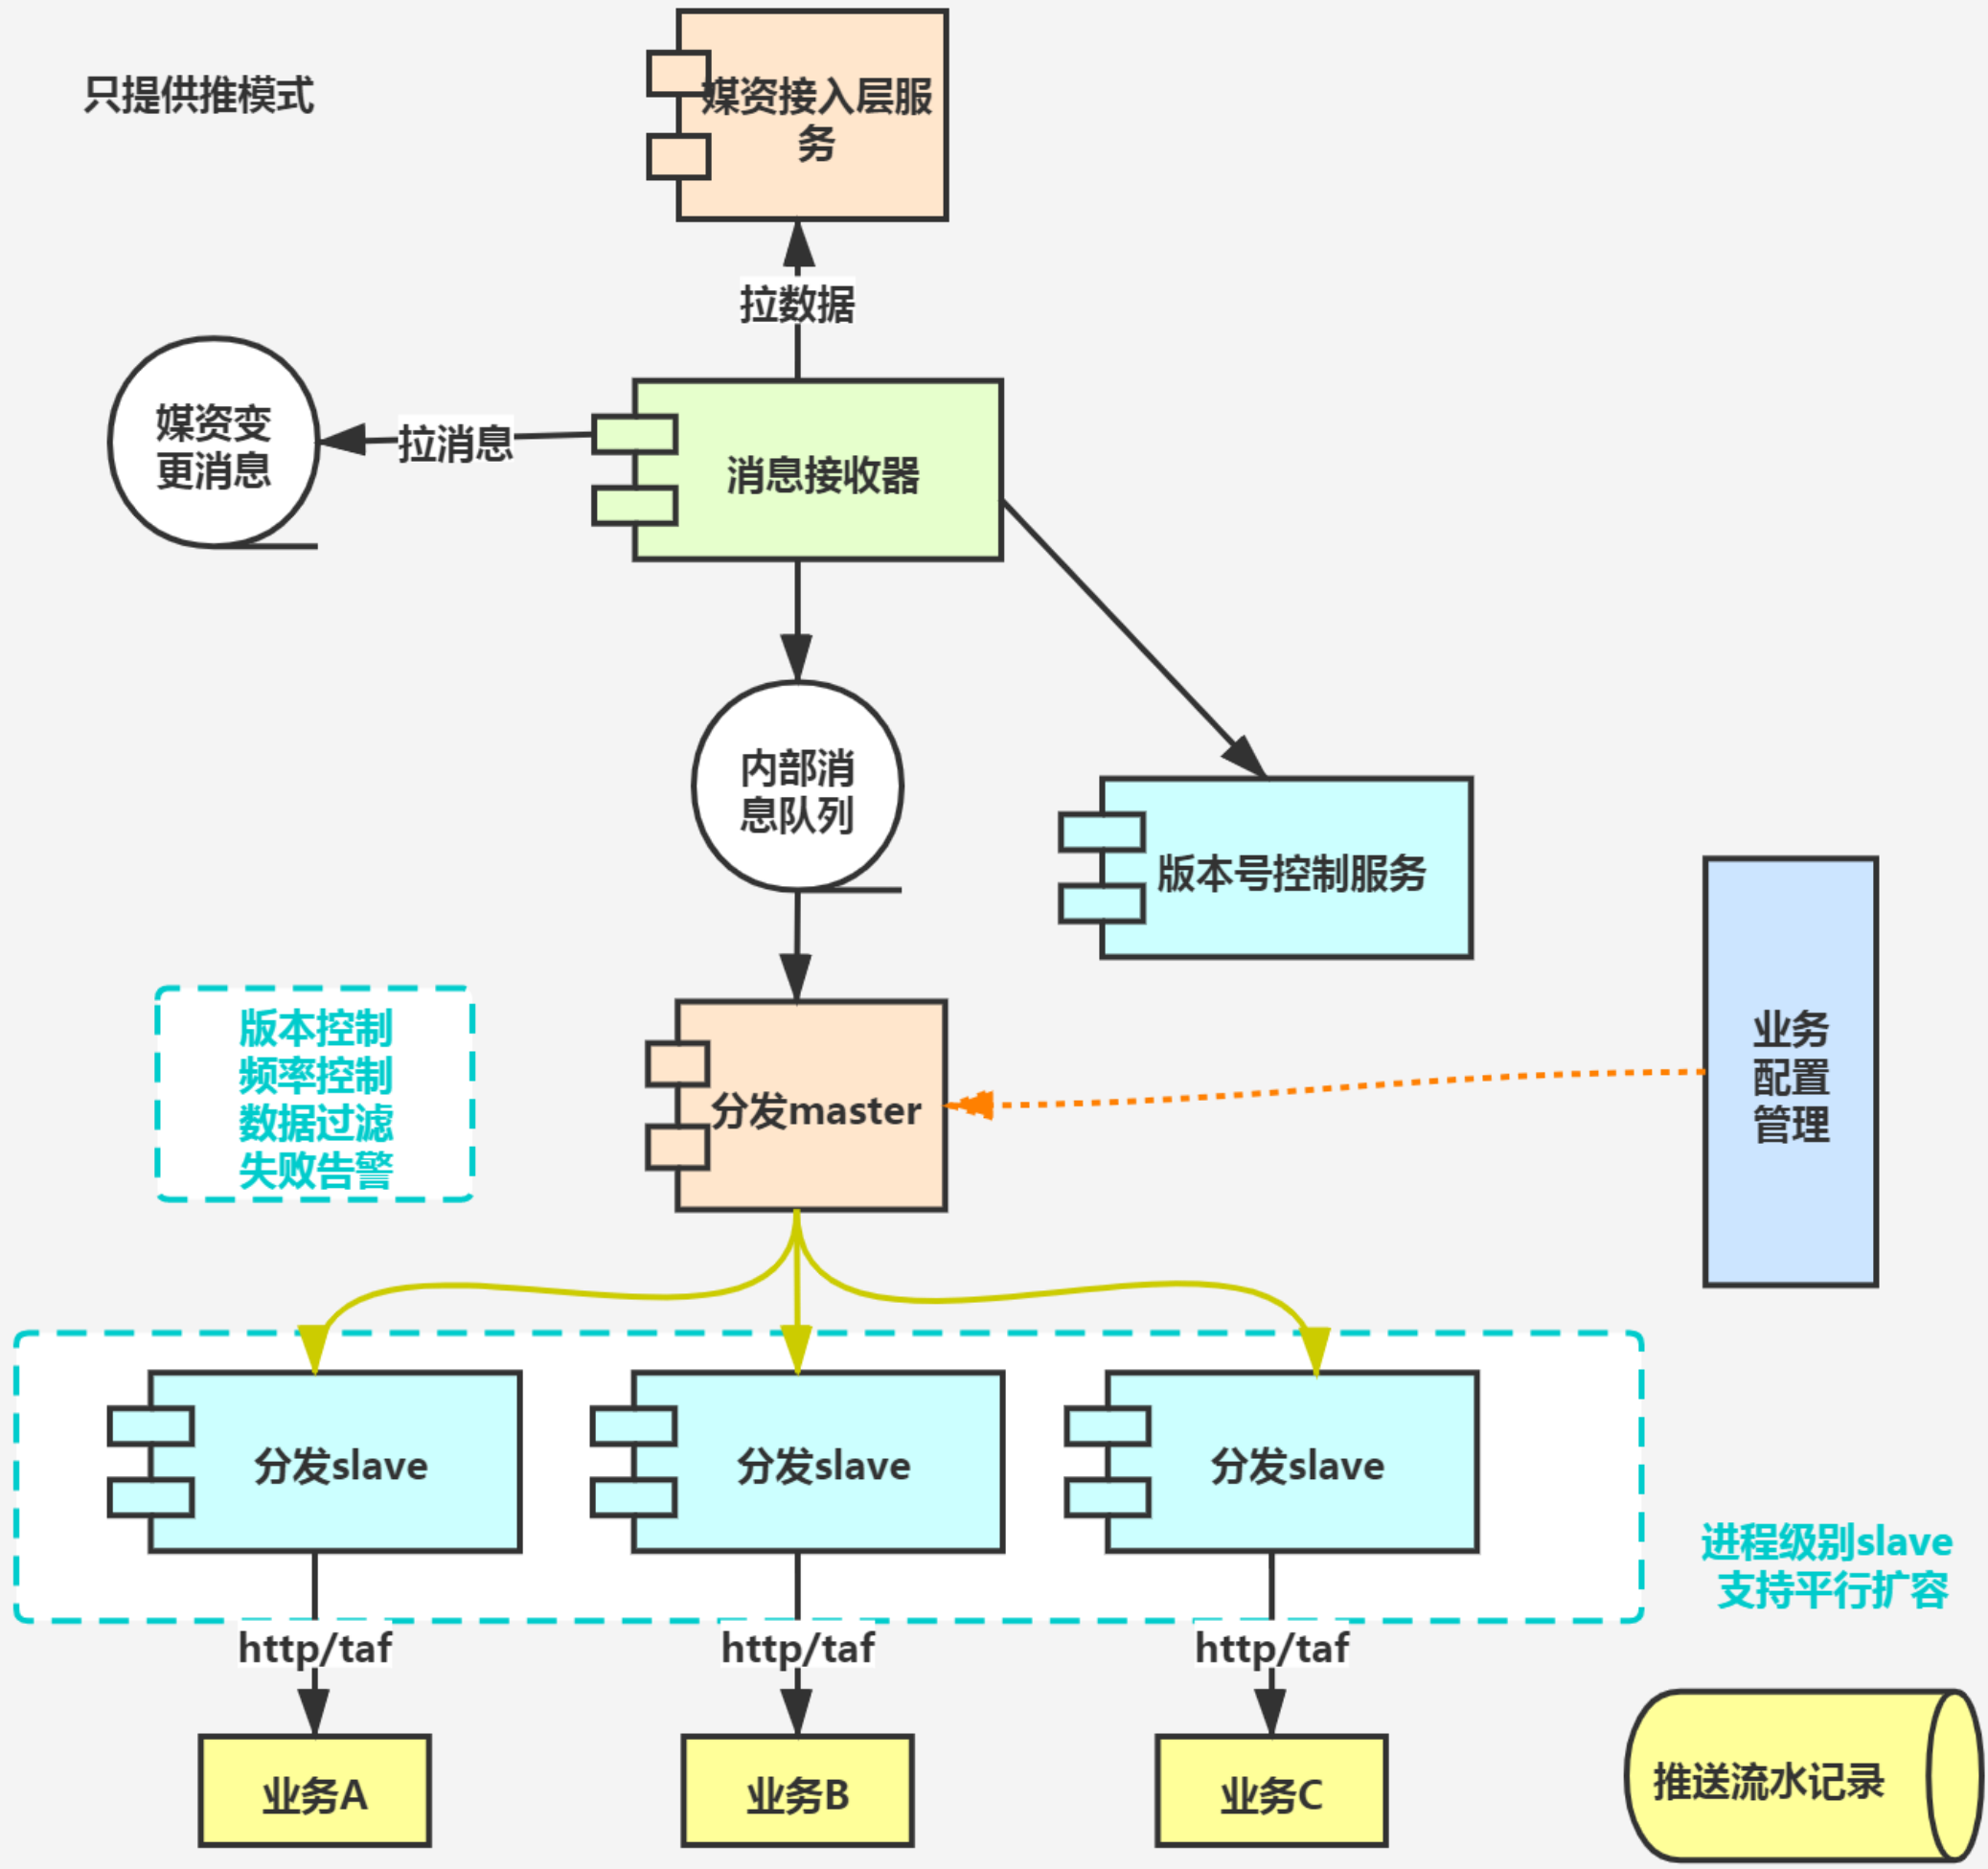 只提供推模式
媒资接入层服
务
拉数据
媒资变
更消息
拉消息
消息接收器
内部消
息队列
版本号控制服务
版本控制
频率控制
数据过滤
失败告警
分发master
业务
配置
管理
分发slave
分发slave
分发slave
进程级别slave
支持平行扩容
http/taf
http/taf
http/taf
业务A
业务B
业务C
推送流水记录